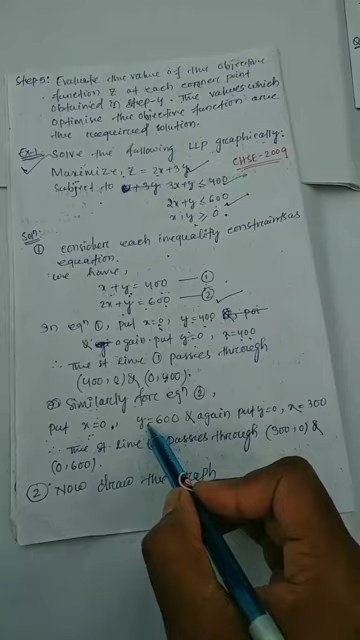 Step 5: Evaluate the value of the objective
function Z at each corner point
obtained in step-4. The values which
optimise the objective function are
the required solution.
Ex-1 Solve the following LLP graphically:
Maximize, Z = 2x+3y
CHSE-2009
Subject to 3x+y ≤ 400
2x+y ≤ 600
x, y ≥ 0.
Soln
① consider each inequality constraints as
equation.
we have,
x+y = 400 — ①
2x+y = 600 — ②
In eqn ①, put x=0, y=400
& again put y=0, x=400
∴ The st line ① passes through
(400,0) & (0,400).
Similarly for eqn ②,
put x=0, y=600 & again put y=0, x=300
∴ The st line passes through (300,0) &
(0,600).
② Now draw the graph